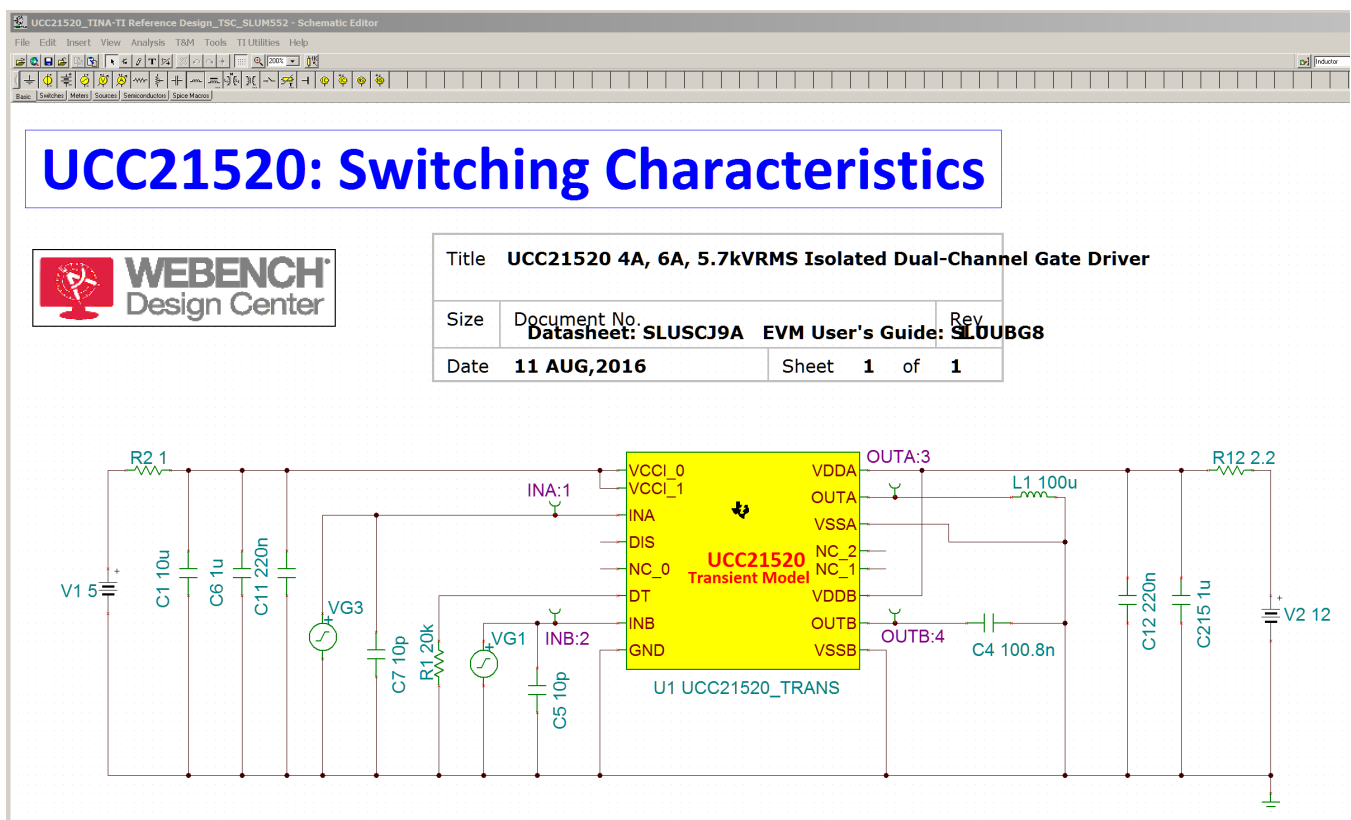 UCC21520_TINA-TI Reference Design_TSC_SLUM552 - Schematic Editor
File Edit Insert View Analysis T&M Tools TI Utilities Help
200%
Inductor
Basic Switches Meters Sources Semiconductors Spice Macros
UCC21520: Switching Characteristics
WEBENCH
Design Center
Title UCC21520 4A, 6A, 5.7kVRMS Isolated Dual-Channel Gate Driver
Size Document No. Rev
Datasheet: SLUSCJ9A EVM User's Guide: SLUUBG8
1.0
Date 11 AUG,2016 Sheet 1 of 1
R2 1
V1 5
+
C1 10u
C6 1u
C11 220n
VG3
+
C7 10p
R1 20k
VG1
+
C5 10p
INA:1
INB:2
VCCI_0
VCCI_1
INA
DIS
NC_0
DT
INB
GND
UCC21520
Transient Model
VDDA
OUTA
VSSA
NC_2
NC_1
VDDB
OUTB
VSSB
U1 UCC21520_TRANS
OUTA:3
OUTB:4
L1 100u
C4 100.8n
C12 220n
C215 1u
R12 2.2
+
V2 12